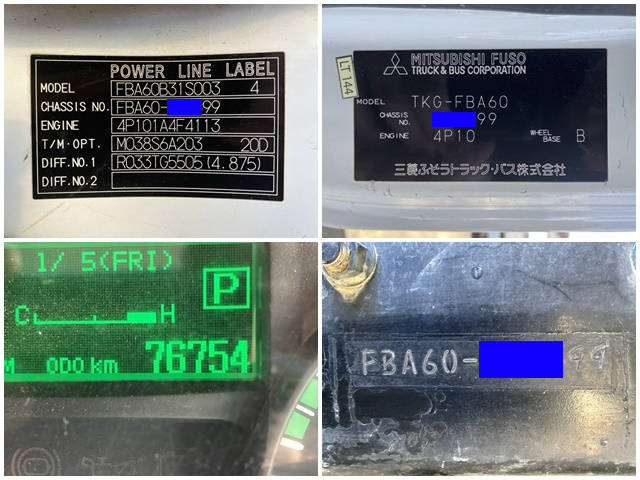 POWER LINE LABEL
MODEL FBA60B31S003 4
CHASSIS NO. FBA60- 99
ENGINE 4P101A4F4113
T/M·OPT. M038S6A203 20D
DIFF.NO.1 R033TG5505(4.875)
DIFF.NO.2
LT144
MITSUBISHI FUSO
TRUCK & BUS CORPORATION
MODEL TKG-FBA60
CHASSIS NO. 99
ENGINE 4P10 WHEEL BASE B
三菱ふそうトラック・バス株式会社
1/ 5(FRI)
P
C H
ODO km 76754
FBA60- 99